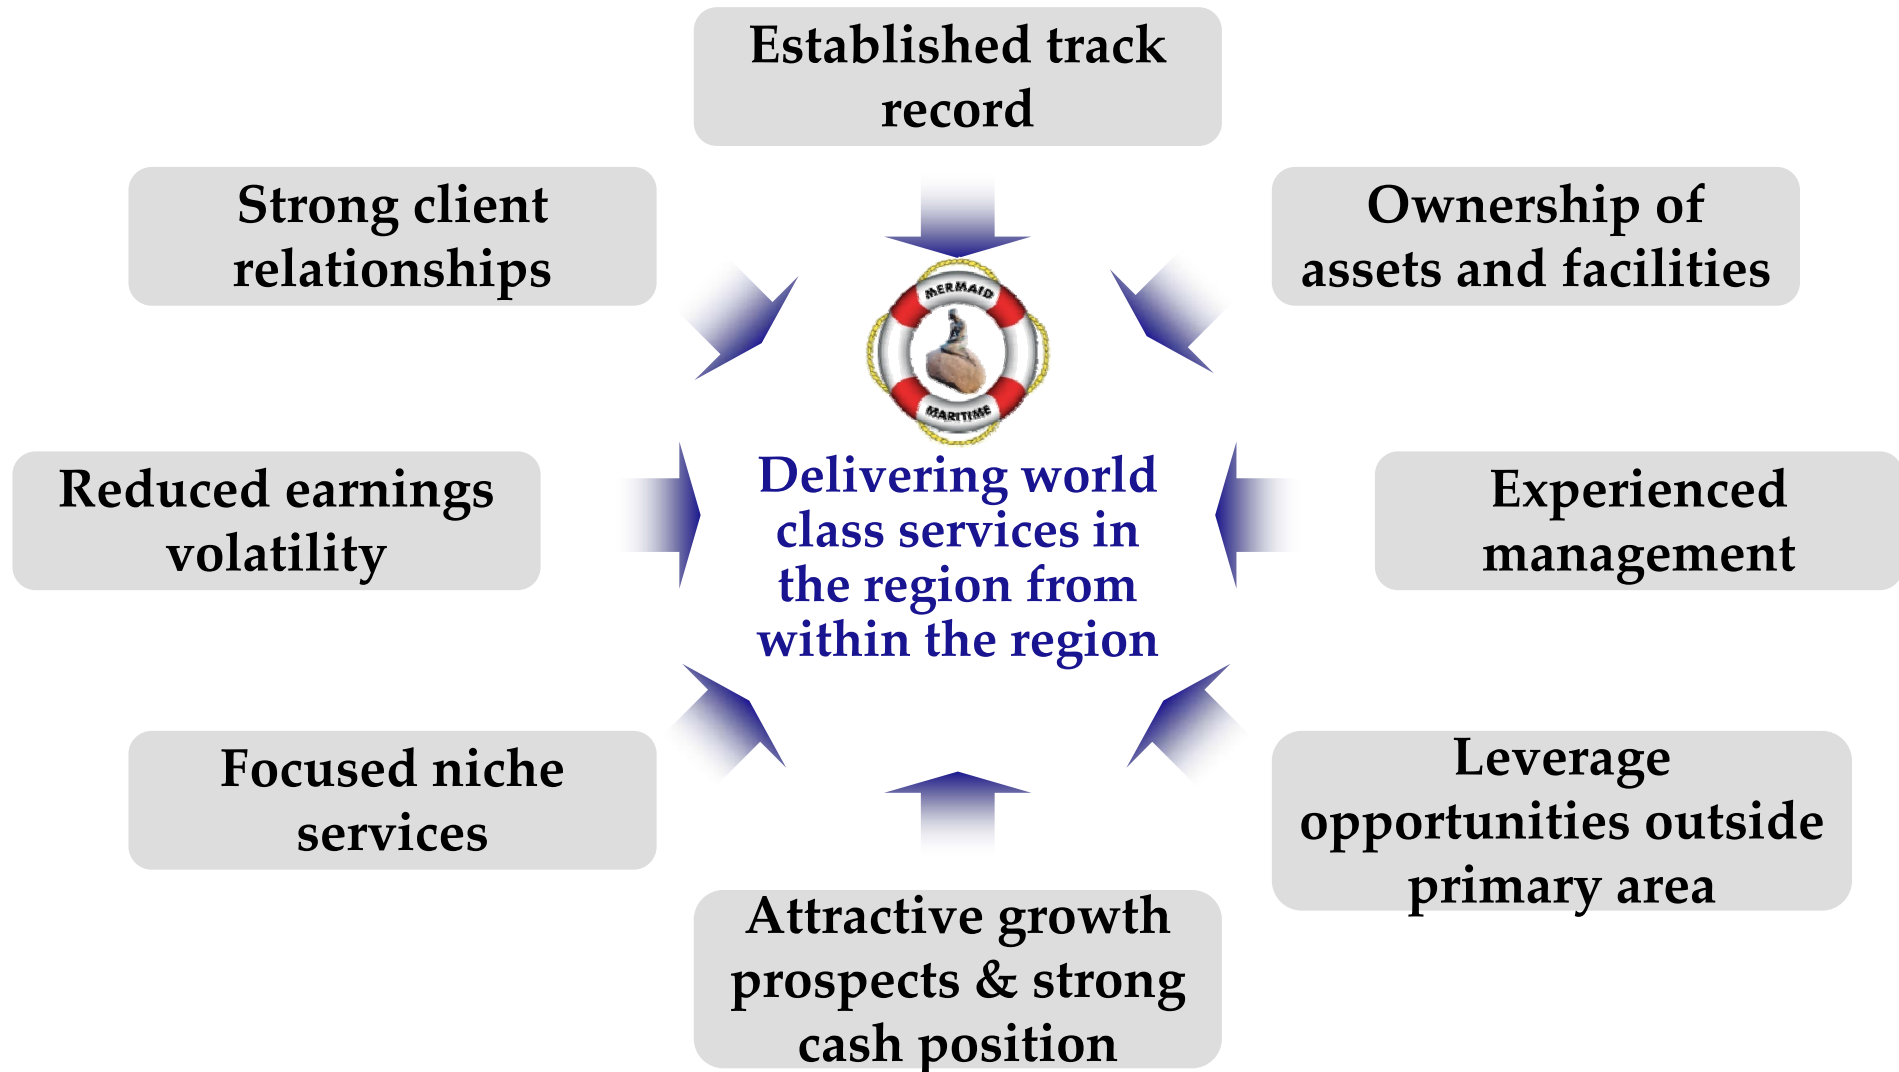 Established track
record
Strong client
relationships
Ownership of
assets and facilities
MERMAID
MARITIME
Delivering world
class services in
the region from
within the region
Reduced earnings
volatility
Experienced
management
Focused niche
services
Leverage
opportunities outside
primary area
Attractive growth
prospects & strong
cash position